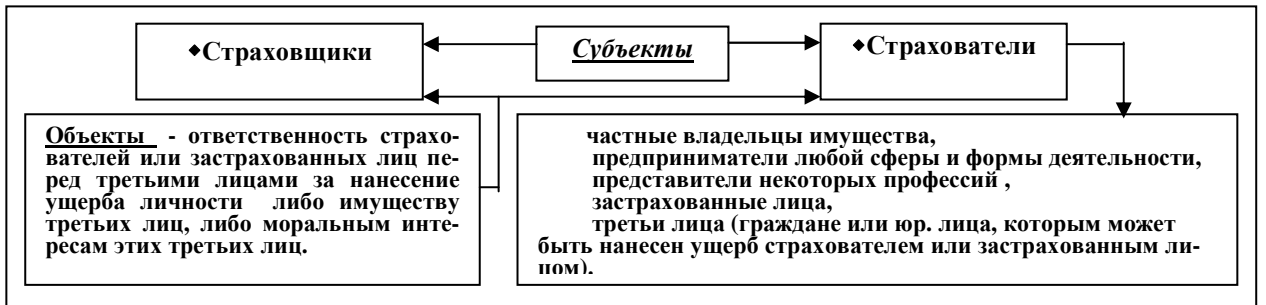 ◆Страховщики
Субъекты
◆Страхователи
Объекты - ответственность страхо-
вателей или застрахованных лиц пе-
ред третьими лицами за нанесение
ущерба личности либо имуществу
третьих лиц, либо моральным инте-
ресам этих третьих лиц.
частные владельцы имущества,
предприниматели любой сферы и формы деятельности,
представители некоторых профессий ,
застрахованные лица,
третьи лица (граждане или юр. лица, которым может
быть нанесен ущерб страхователем или застрахованным ли-
цом).